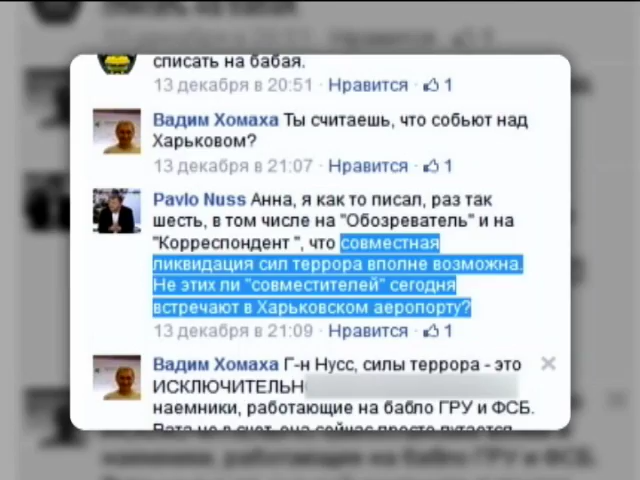 списать на бабая.
13 декабря в 20:51 · Нравится · 1
Вадим Хомаха Ты считаешь, что собьют над
Харьковом?
13 декабря в 21:07 · Нравится · 1
Pavlo Nuss Анна, я как то писал, раз так
шесть, в том числе на "Обозреватель" и на
"Корреспондент ", что совместная
ликвидация сил террора вполне возможна.
Не этих ли "совместителей" сегодня
встречают в Харьковском аеропорту?
13 декабря в 21:09 · Нравится · 1
Вадим Хомаха Г-н Нусс, силы террора - это
ИСКЛЮЧИТЕЛЬН
наемники, работающие на бабло ГРУ и ФСБ.